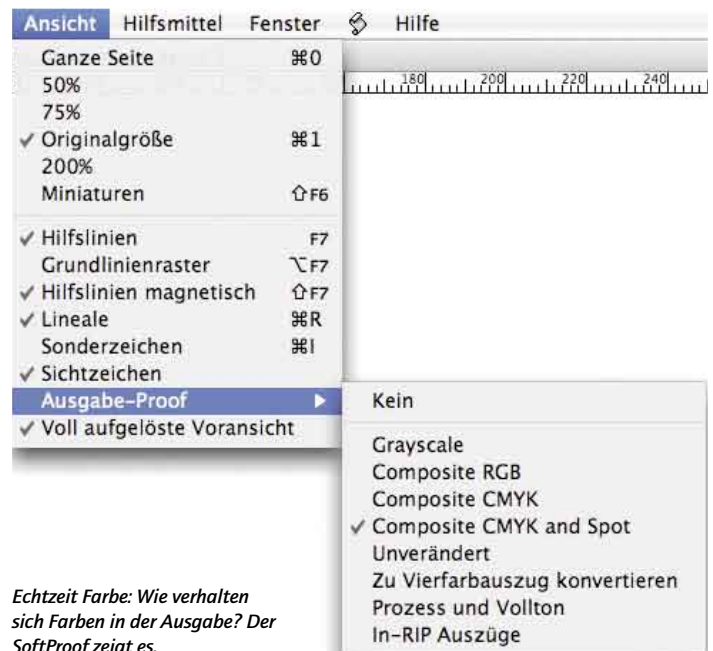 Ansicht Hilfsmittel Fenster Hilfe
Ganze Seite ⌘0
50%
75%
✓ Originalgröße ⌘1
200%
Miniaturen ⇧F6
✓ Hilfslinien F7
Grundlinienraster ⌥F7
✓ Hilfslinien magnetisch ⇧F7
✓ Lineale ⌘R
Sonderzeichen ⌘I
✓ Sichtzeichen
Ausgabe-Proof ▶
✓ Voll aufgelöste Voransicht
180 200 220 240
Kein
Grayscale
Composite RGB
Composite CMYK
✓ Composite CMYK and Spot
Unverändert
Zu Vierfarbauszug konvertieren
Prozess und Vollton
In-RIP Auszüge
Echtzeit Farbe: Wie verhalten
sich Farben in der Ausgabe? Der
SoftProof zeigt es.